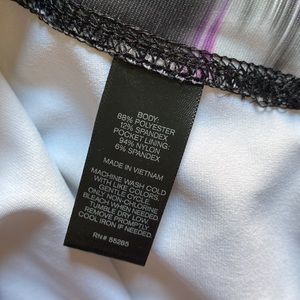 BODY:
88% POLYESTER
12% SPANDEX
POCKET LINING:
94% NYLON
6% SPANDEX
MADE IN VIETNAM
MACHINE WASH COLD
WITH LIKE COLORS.
GENTLE CYCLE.
ONLY NON-CHLORINE
BLEACH WHEN NEEDED.
TUMBLE DRY LOW.
REMOVE PROMPTLY.
COOL IRON IF NEEDED.
RN# 55285